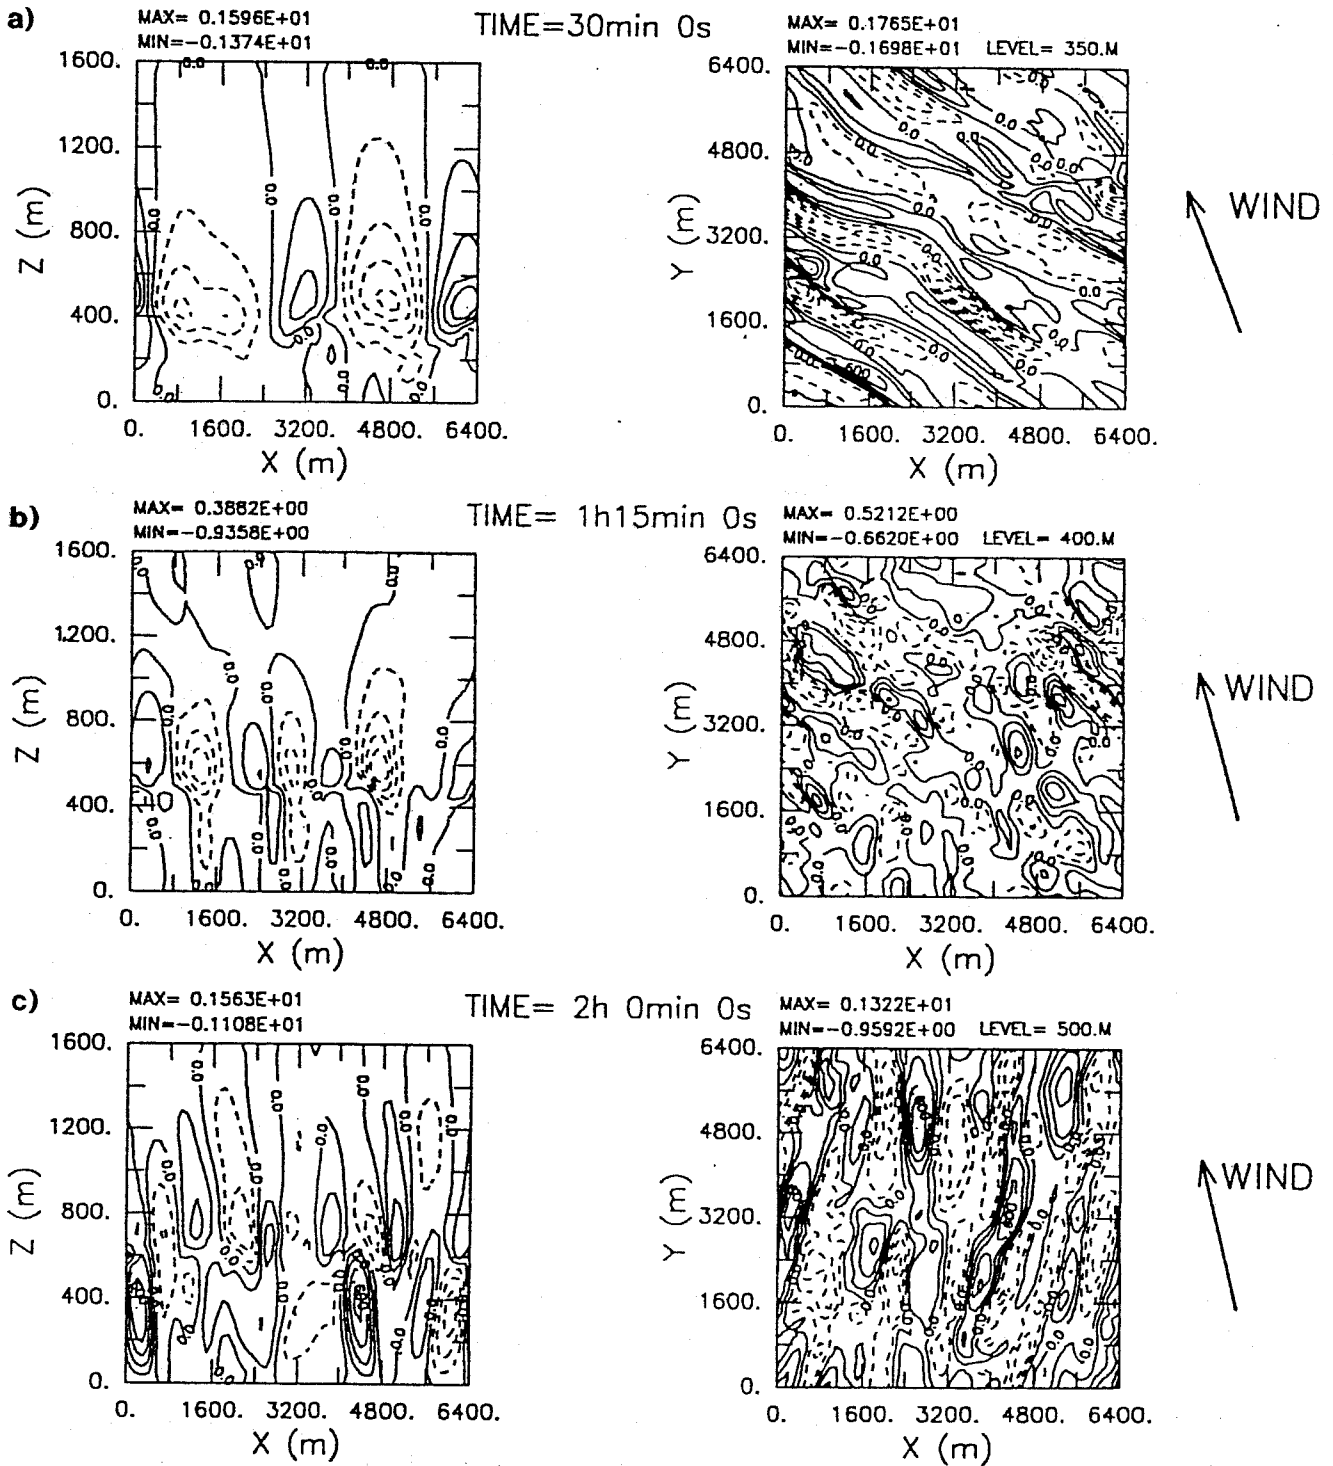 a)
MAX= 0.1596E+01
MIN=-0.1374E+01
TIME=30min 0s
MAX= 0.1765E+01
MIN=-0.1698E+01 LEVEL= 350.M
1600.
1200.
800.
400.
0.
Z (m)
0. 1600. 3200. 4800. 6400.
X (m)
6400.
4800.
3200.
1600.
0.
Y (m)
0. 1600. 3200. 4800. 6400.
X (m)
WIND
b)
MAX= 0.3882E+00
MIN=-0.9358E+00
TIME= 1h15min 0s
MAX= 0.5212E+00
MIN=-0.6620E+00 LEVEL= 400.M
1600.
1200.
800.
400.
0.
Z (m)
0. 1600. 3200. 4800. 6400.
X (m)
6400.
4800.
3200.
1600.
0.
Y (m)
0. 1600. 3200. 4800. 6400.
X (m)
WIND
c)
MAX= 0.1563E+01
MIN=-0.1108E+01
TIME= 2h 0min 0s
MAX= 0.1322E+01
MIN=-0.9592E+00 LEVEL= 500.M
1600.
1200.
800.
400.
0.
Z (m)
0. 1600. 3200. 4800. 6400.
X (m)
6400.
4800.
3200.
1600.
0.
Y (m)
0. 1600. 3200. 4800. 6400.
X (m)
WIND